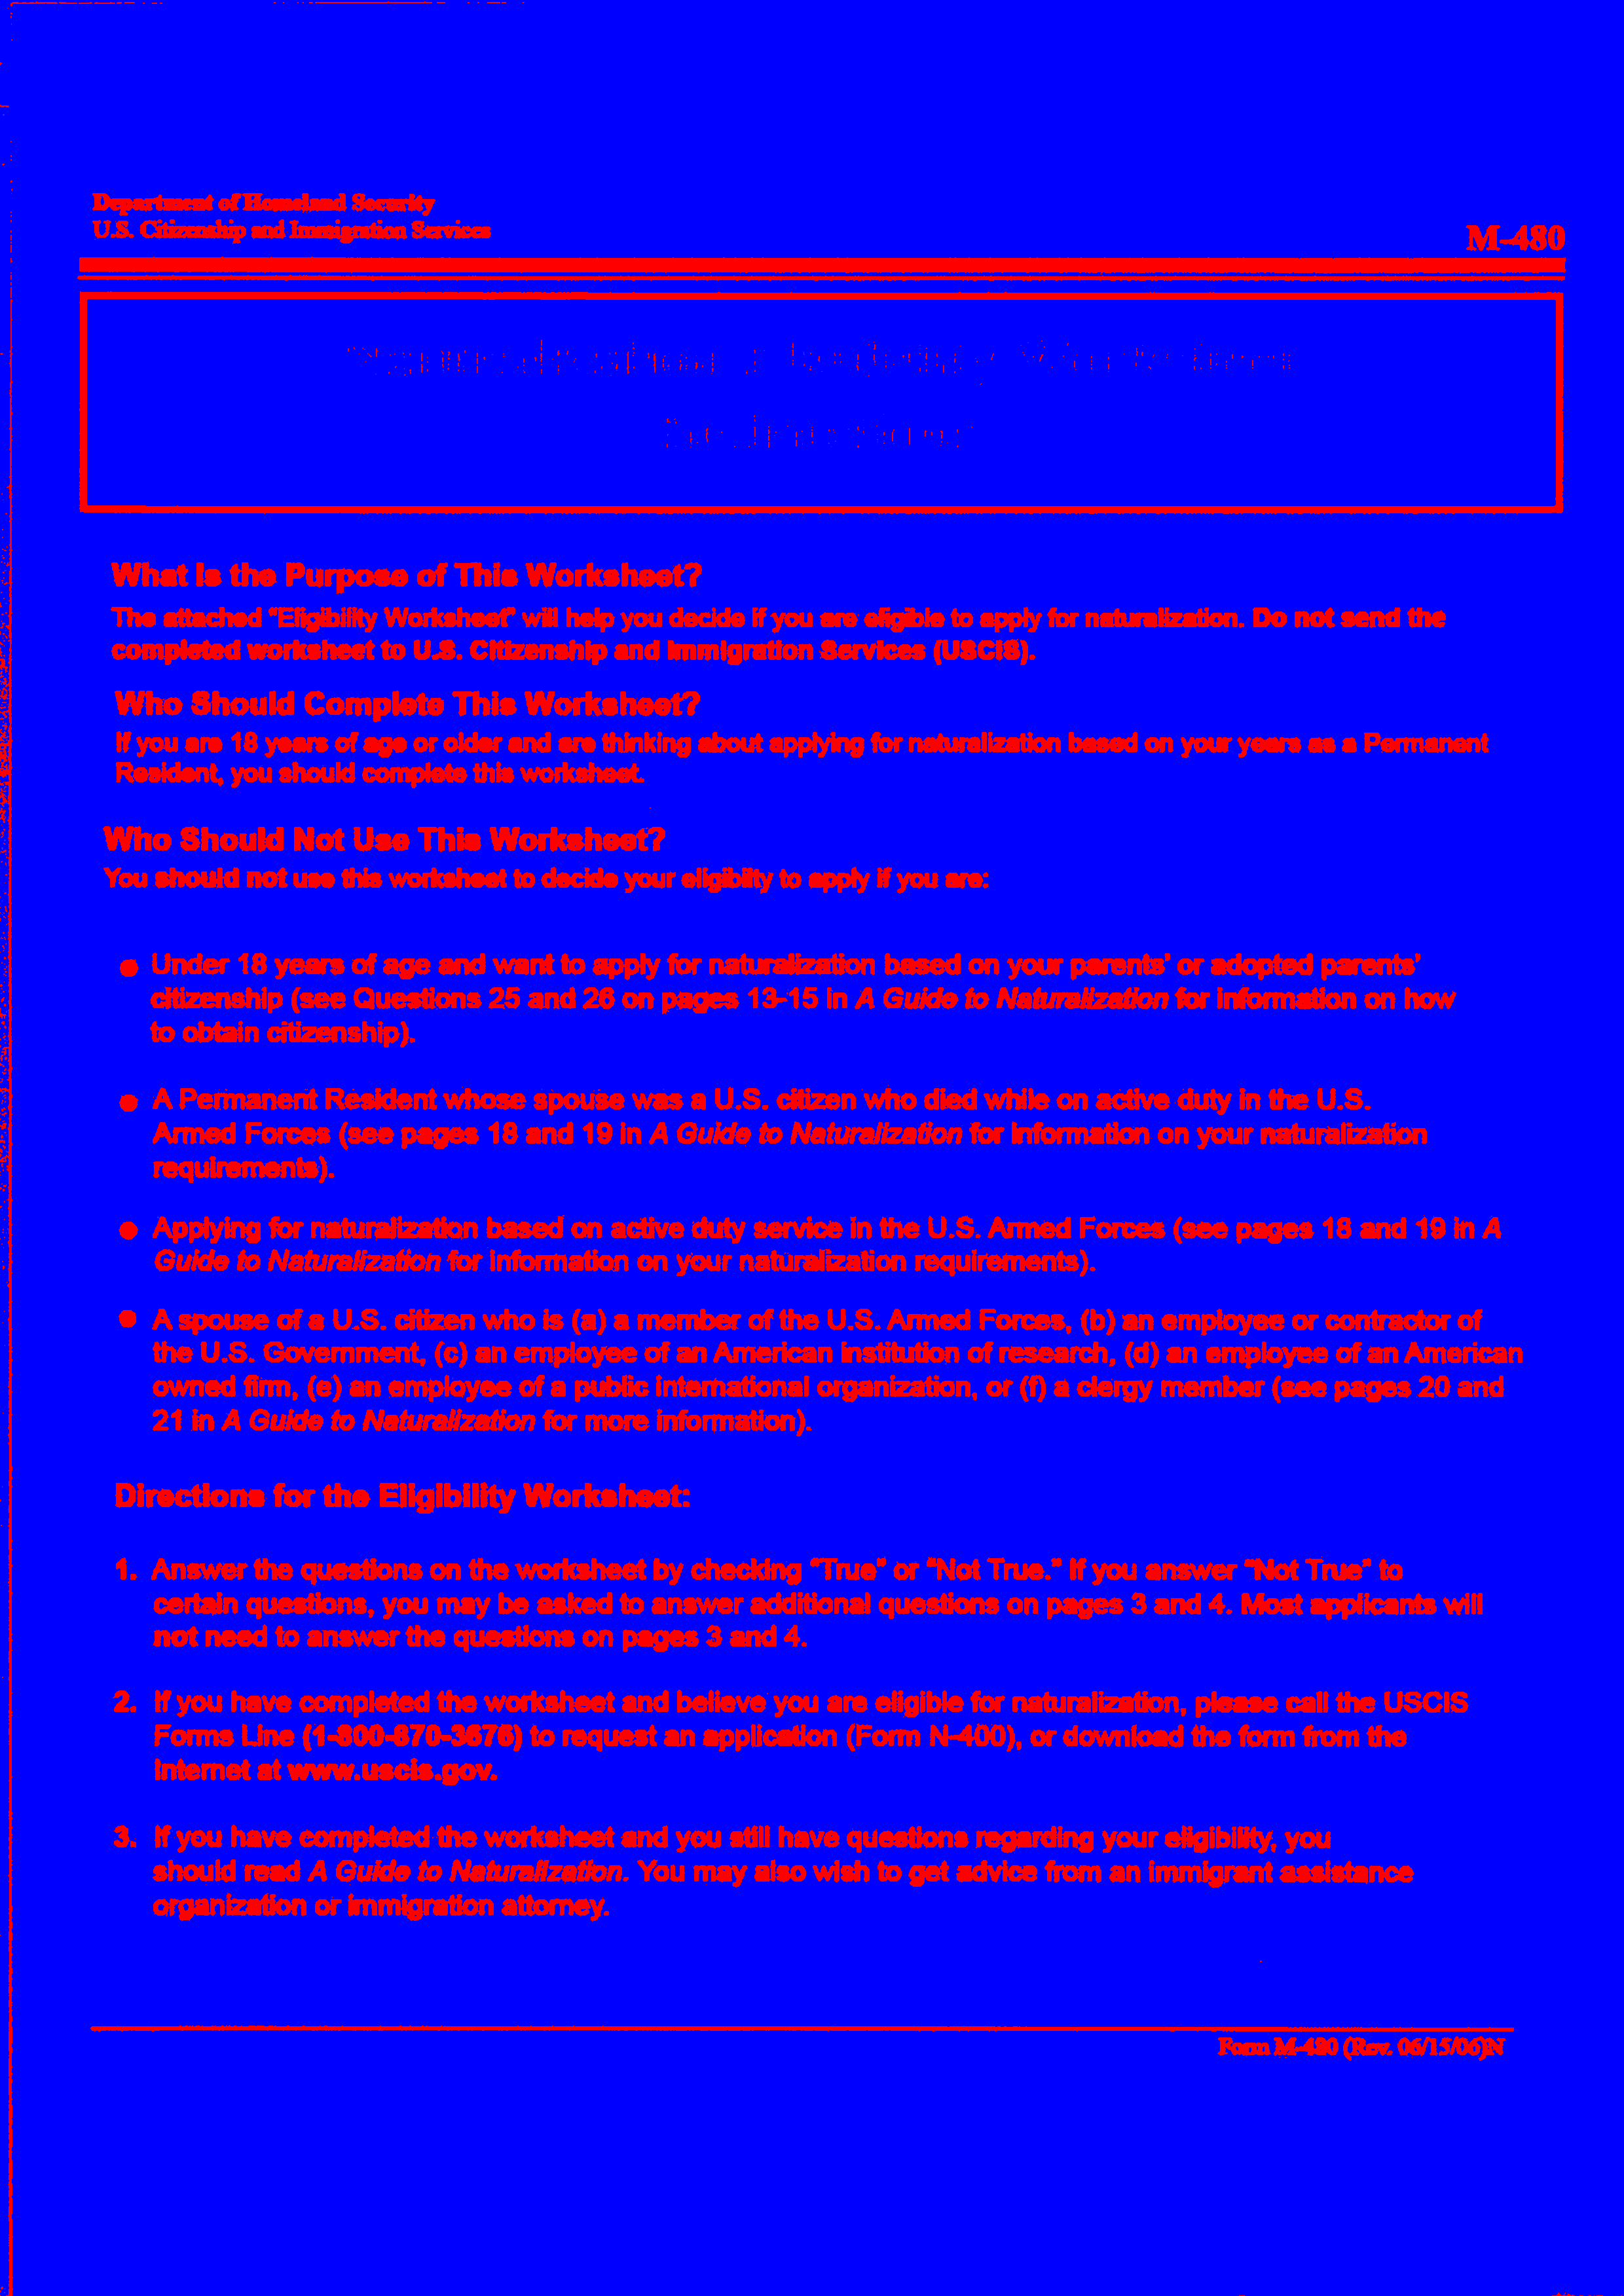 Department of Homeland Security
U.S. Citizenship and Immigration Services
M-480
What Is the Purpose of This Worksheet?
The attached "Eligibility Worksheet" will help you decide if you are eligible to apply for naturalization. Do not send the
completed worksheet to U.S. Citizenship and Immigration Services (USCIS).
Who Should Complete This Worksheet?
If you are 18 years of age or older and are thinking about applying for naturalization based on your years as a Permanent
Resident, you should complete this worksheet.
Who Should Not Use This Worksheet?
You should not use this worksheet to decide your eligibilty to apply if you are:
● Under 18 years of age and want to apply for naturalization based on your parents' or adopted parents'
citizenship (see Questions 25 and 26 on pages 13-15 in A Guide to Naturalization for information on how
to obtain citizenship).
● A Permanent Resident whose spouse was a U.S. citizen who died while on active duty in the U.S.
Armed Forces (see pages 18 and 19 in A Guide to Naturalization for information on your naturalization
requirements).
● Applying for naturalization based on active duty service in the U.S. Armed Forces (see pages 18 and 19 in A
Guide to Naturalization for information on your naturalization requirements).
● A spouse of a U.S. citizen who is (a) a member of the U.S. Armed Forces, (b) an employee or contractor of
the U.S. Government, (c) an employee of an American institution of research, (d) an employee of an American
owned firm, (e) an employee of a public international organization, or (f) a clergy member (see pages 20 and
21 in A Guide to Naturalization for more information).
Directions for the Eligibility Worksheet:
1. Answer the questions on the worksheet by checking "True" or "Not True." If you answer "Not True" to
certain questions, you may be asked to answer additional questions on pages 3 and 4. Most applicants will
not need to answer the questions on pages 3 and 4.
2. If you have completed the worksheet and believe you are eligible for naturalization, please call the USCIS
Forms Line (1-800-870-3676) to request an application (Form N-400), or download the form from the
Internet at www.uscis.gov.
3. If you have completed the worksheet and you still have questions regarding your eligibility, you
should read A Guide to Naturalization. You may also wish to get advice from an immigrant assistance
organization or immigration attorney.
Form M-480 (Rev. 06/15/06)N